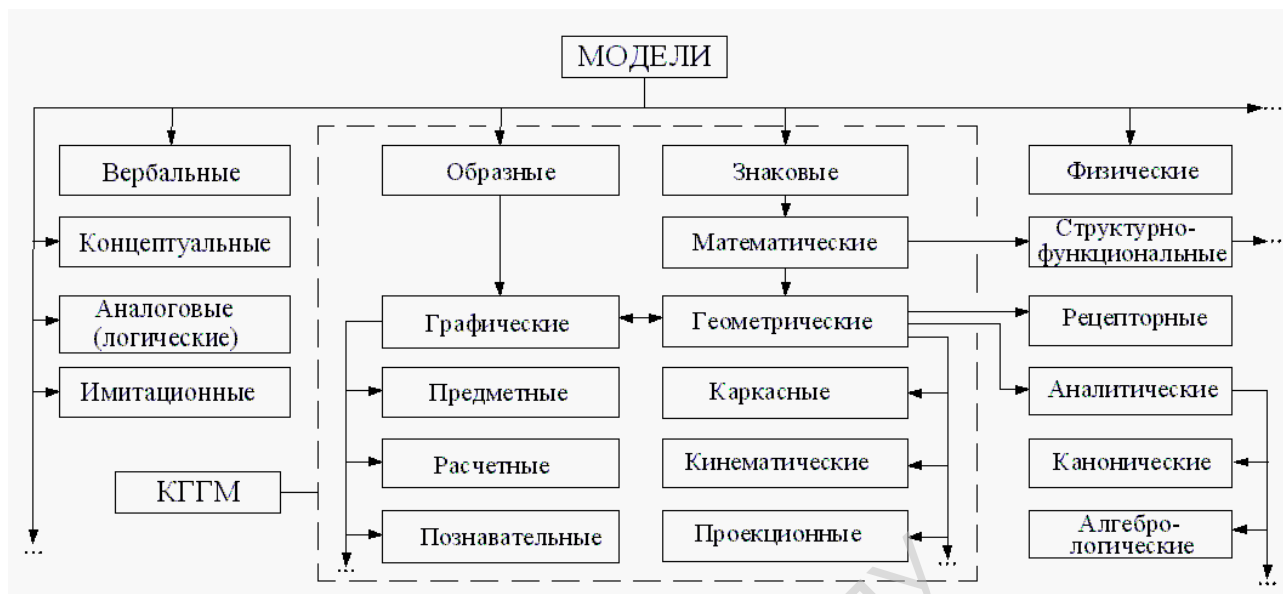 МОДЕЛИ
...
Вербальные
Образные
Знаковые
Физические
Концептуальные
Математические
Структурно-
функциональные
...
Аналоговые
(логические)
Графические
Геометрические
Рецепторные
Имитационные
Предметные
Каркасные
Аналитические
Расчетные
Кинематические
Канонические
КГГМ
Познавательные
Проекционные
Алгебро-
логические
...
...
...
...